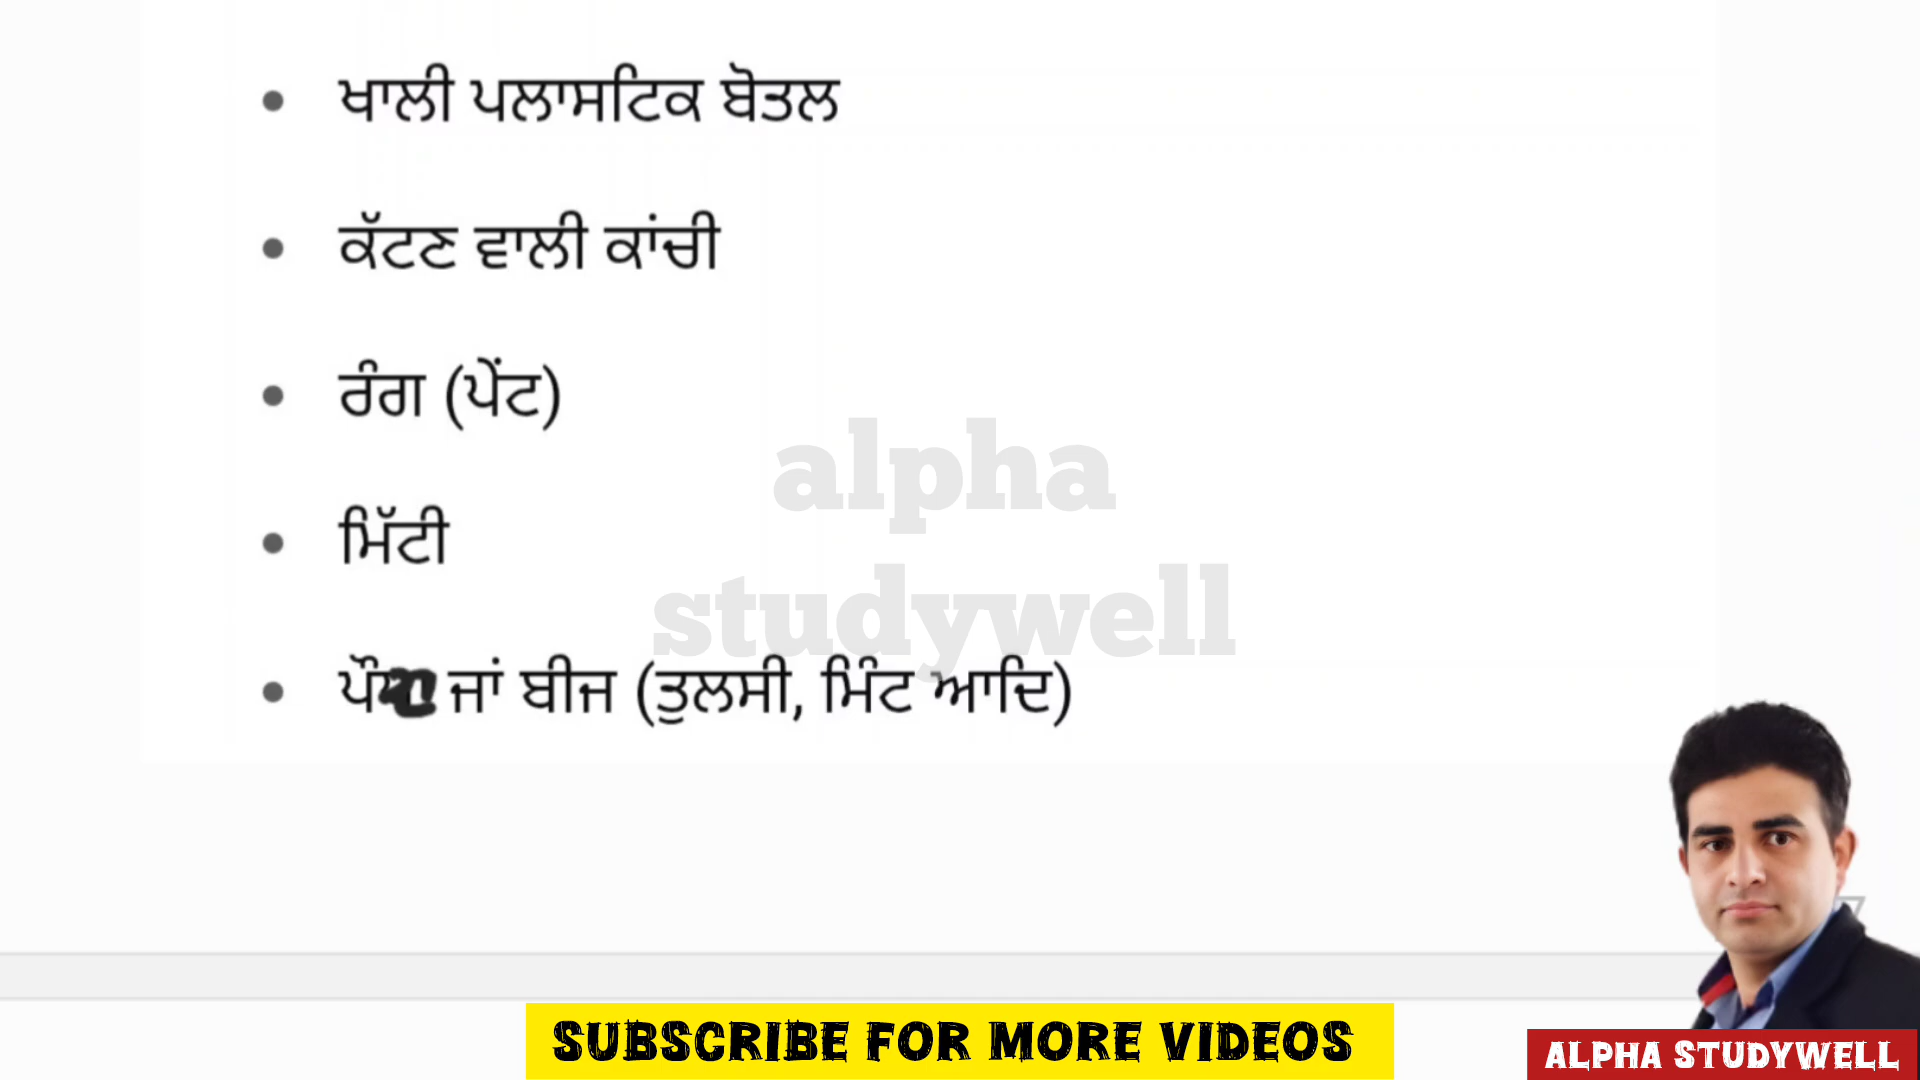 ਖਾਲੀ ਪਲਾਸਟਿਕ ਬੋਤਲ
ਕੱਟਣ ਵਾਲੀ ਕਾਂਚੀ
ਰੰਗ (ਪੇਂਟ)
ਮਿੱਟੀ
ਜਾਂ ਬੀਜ (ਤੁਲਸੀ, ਮਿੰਟ ਆਦਿ)
alpha
studywell
SUBSCRIBE FOR MORE VIDEOS
ALPHA STUDYWELL